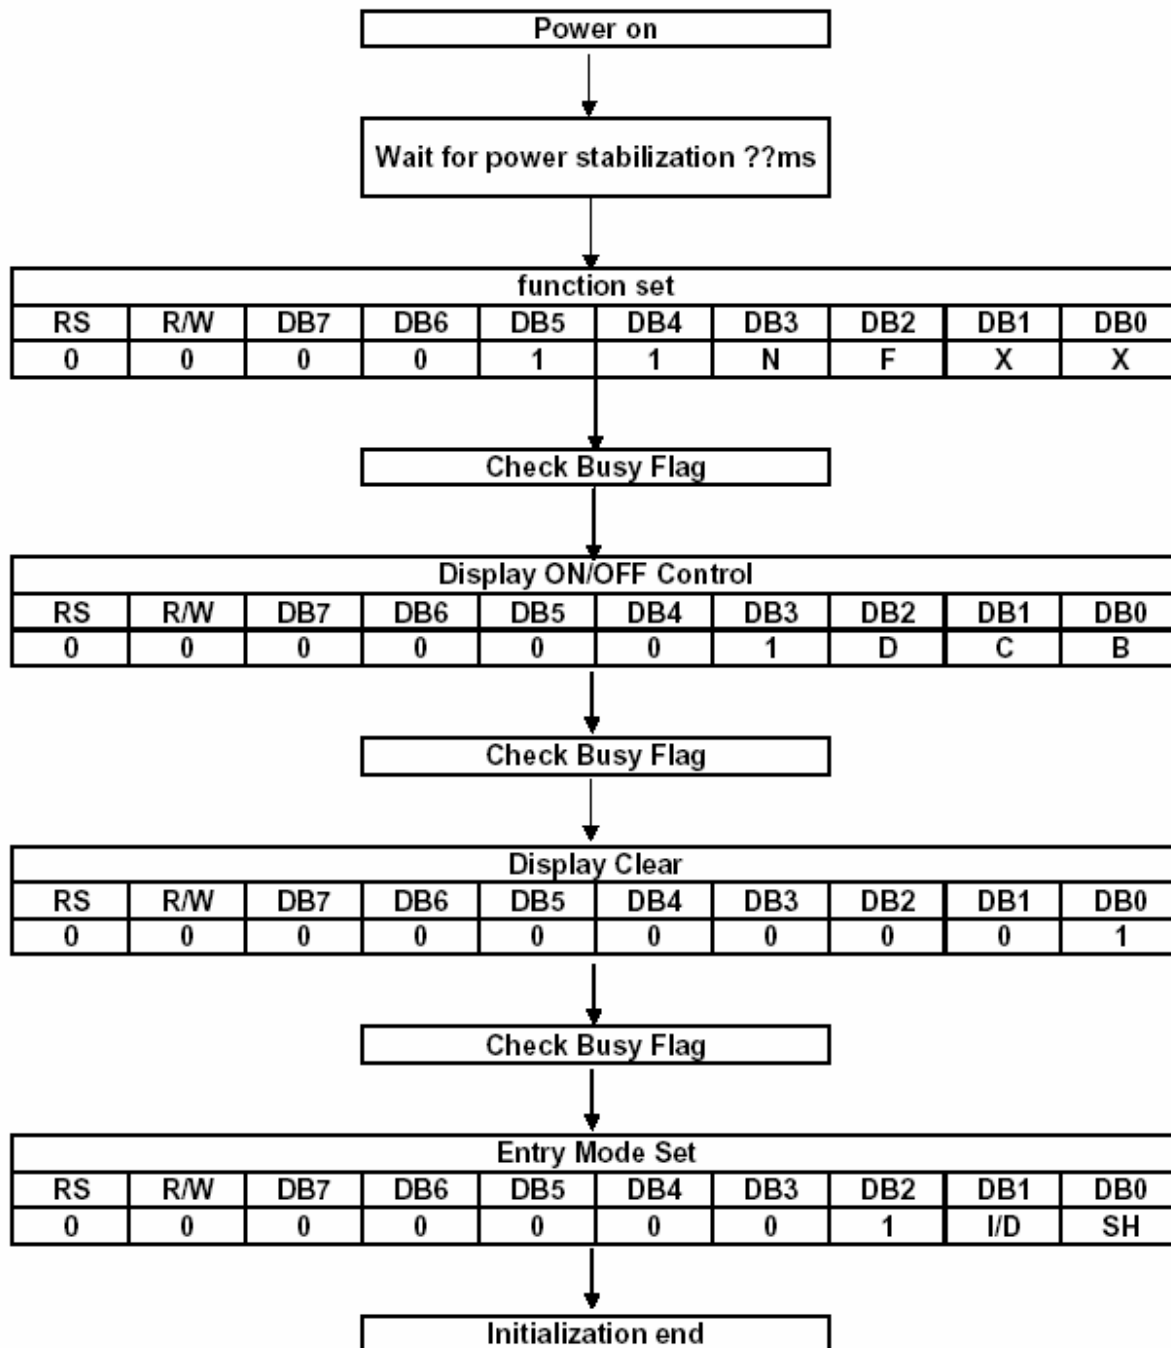 Power on
Wait for power stabilization ??ms
function set
RS R/W DB7 DB6 DB5 DB4 DB3 DB2 DB1 DB0
0 0 0 0 1 1 N F X X
Check Busy Flag
Display ON/OFF Control
RS R/W DB7 DB6 DB5 DB4 DB3 DB2 DB1 DB0
0 0 0 0 0 0 1 D C B
Check Busy Flag
Display Clear
RS R/W DB7 DB6 DB5 DB4 DB3 DB2 DB1 DB0
0 0 0 0 0 0 0 0 0 1
Check Busy Flag
Entry Mode Set
RS R/W DB7 DB6 DB5 DB4 DB3 DB2 DB1 DB0
0 0 0 0 0 0 0 1 I/D SH
Initialization end